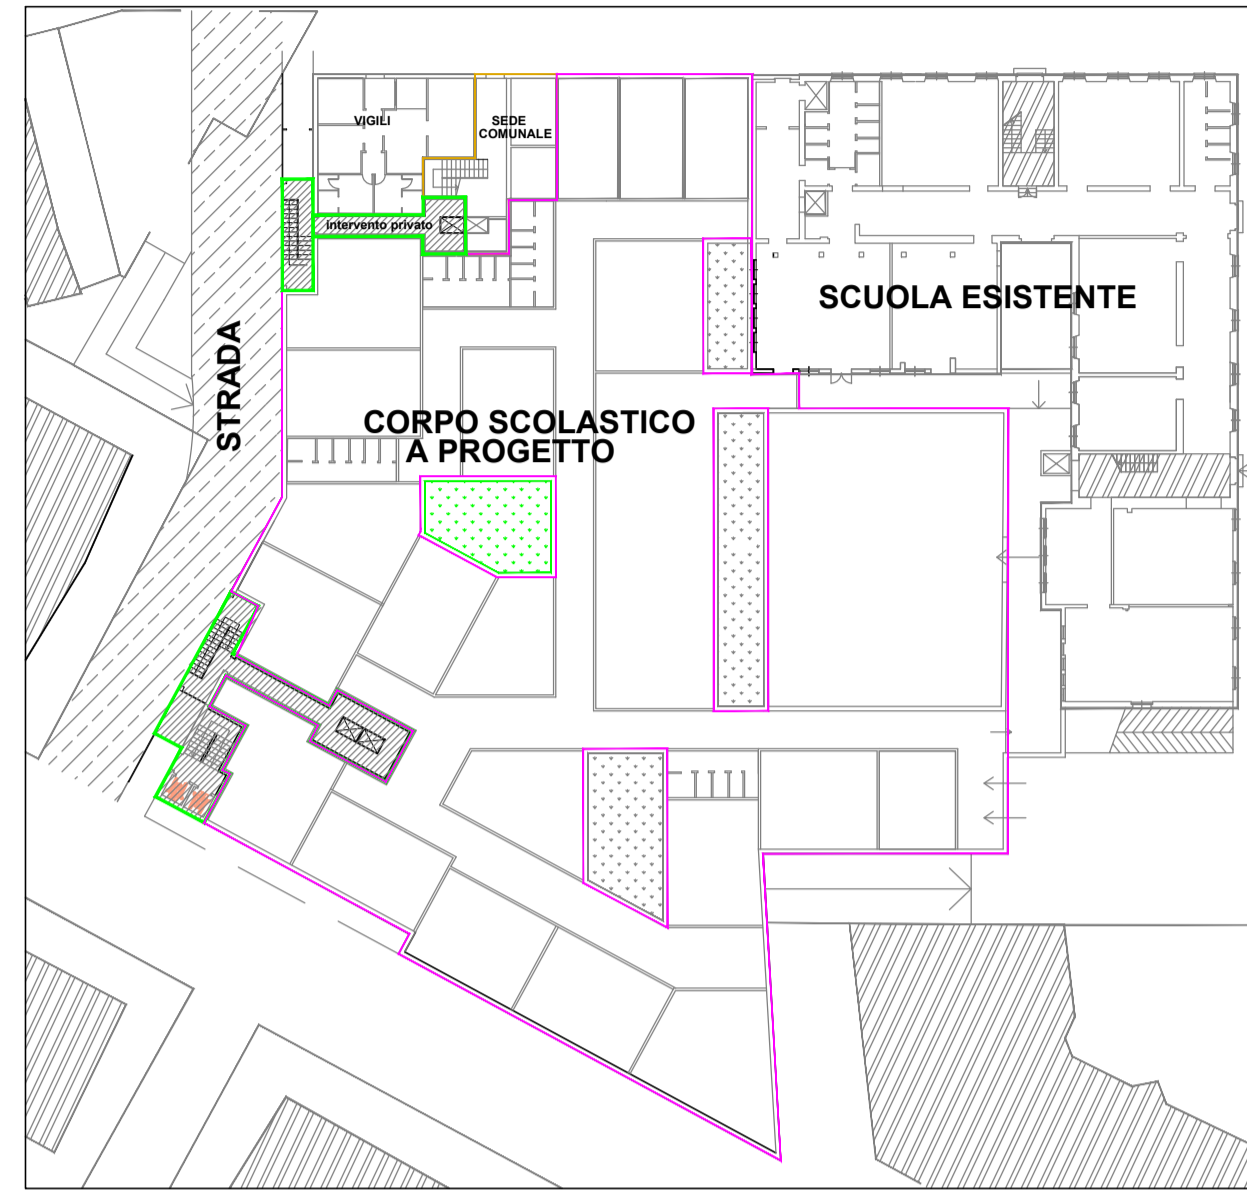 VIGILI
SEDE
COMUNALE
intervento privato
SCUOLA ESISTENTE
STRADA
CORPO SCOLASTICO
A PROGETTO